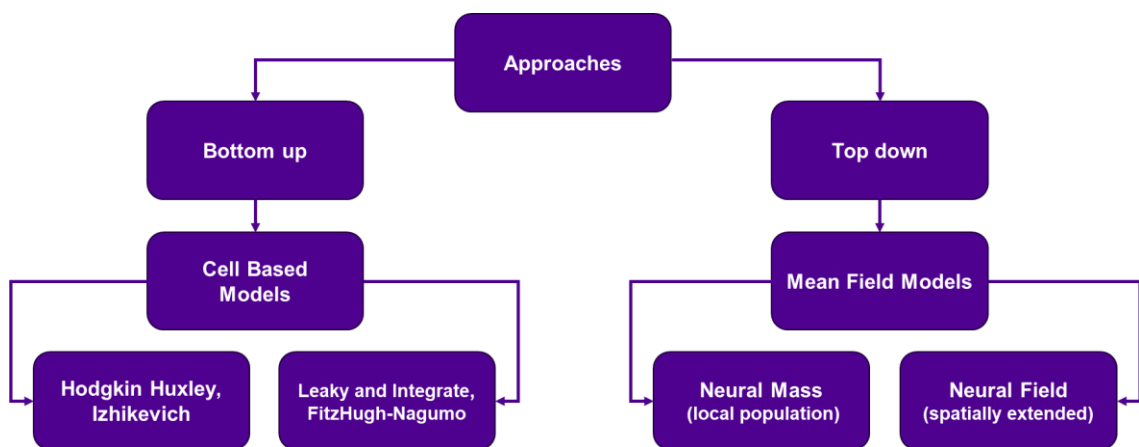 Approaches
Bottom up
Top down
Cell Based
Models
Mean Field Models
Hodgkin Huxley,
Izhikevich
Leaky and Integrate,
FitzHugh-Nagumo
Neural Mass
(local population)
Neural Field
(spatially extended)